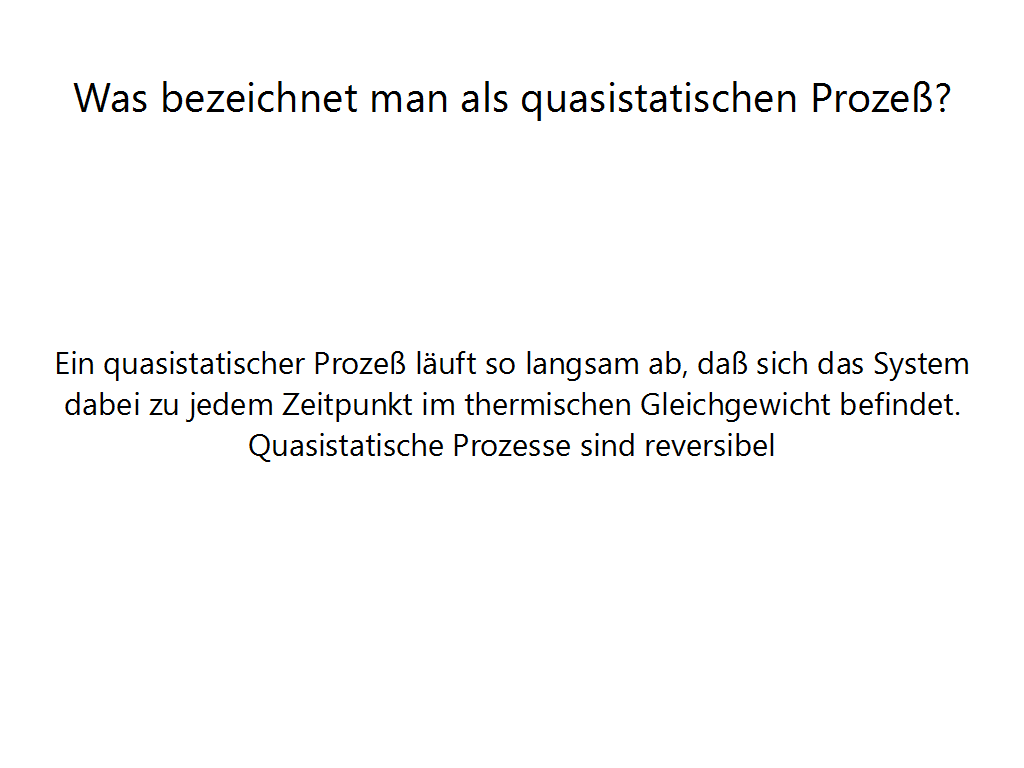 Was bezeichnet man als quasistatischen Prozeß?
Ein quasistatischer Prozeß läuft so langsam ab, daß sich das System
dabei zu jedem Zeitpunkt im thermischen Gleichgewicht befindet.
Quasistatische Prozesse sind reversibel